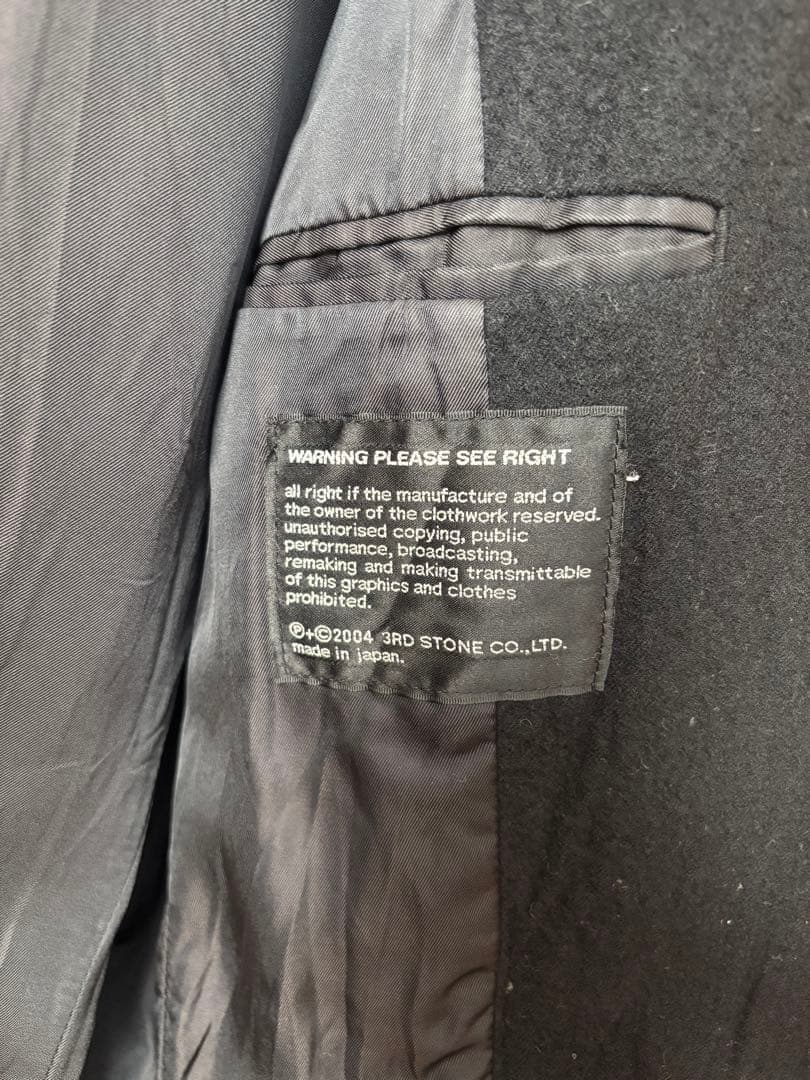 WARNING PLEASE SEE RIGHT
all right if the manufacture and of
the owner of the clothwork reserved.
unauthorised copying, public
performance, broadcasting,
remaking and making transmittable
of this graphics and clothes
prohibited.
℗+©2004 3RD STONE CO.,LTD.
made in japan.